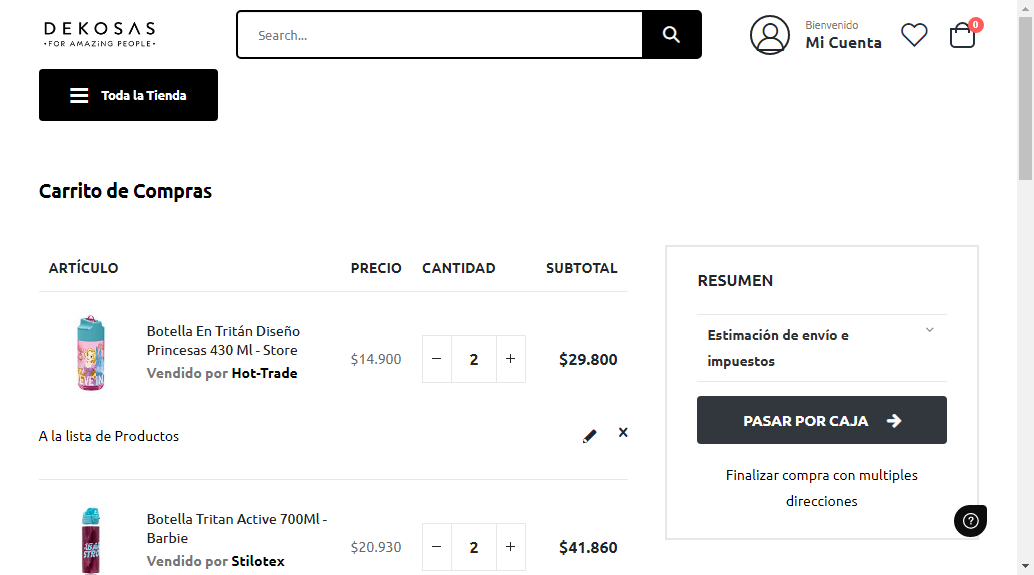 DEKOSAS
•FOR AMAZING PEOPLE•
Search...
Bienvenido
Mi Cuenta
0
Toda la Tienda
Carrito de Compras
ARTÍCULO PRECIO CANTIDAD SUBTOTAL
Botella En Tritán Diseño
Princesas 430 Ml - Store
Vendido por Hot-Trade
$14.900 − 2 + $29.800
A la lista de Productos
Botella Tritan Active 700Ml -
Barbie
Vendido por Stilotex
$20.930 − 2 + $41.860
RESUMEN
Estimación de envío e
impuestos
PASAR POR CAJA
Finalizar compra con multiples
direcciones